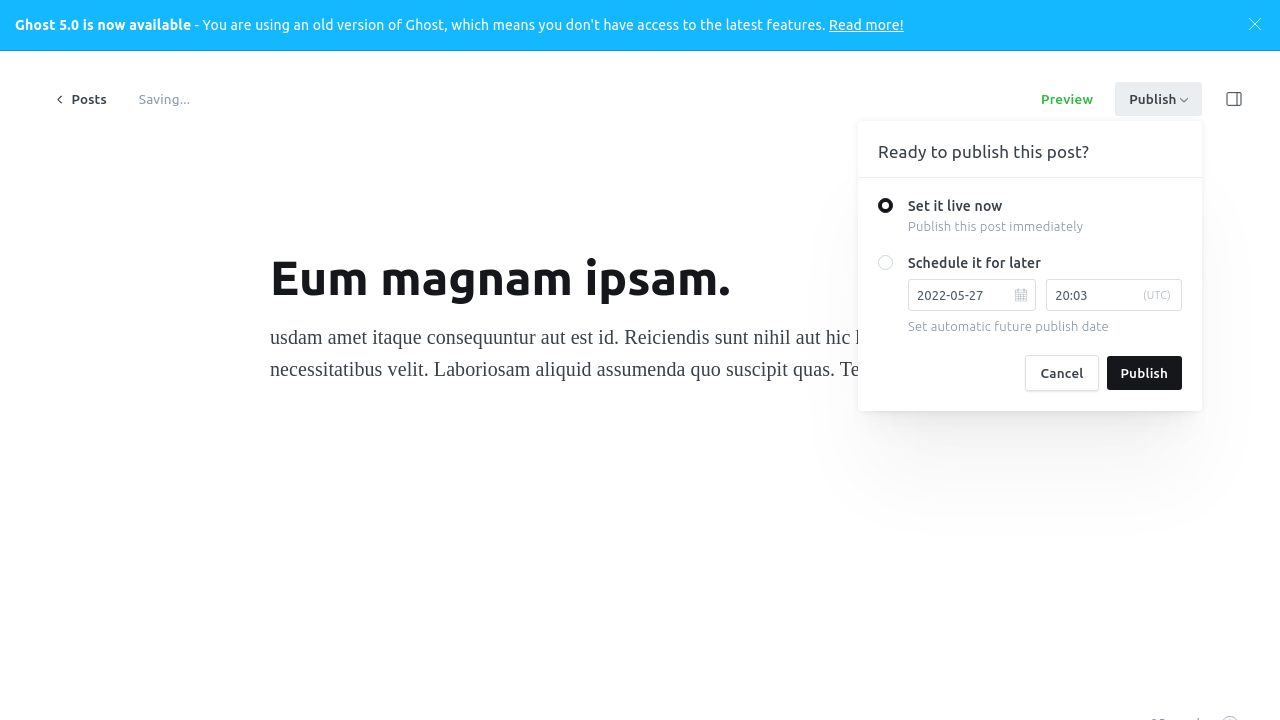 Ghost 5.0 is now available - You are using an old version of Ghost, which means you don't have access to the latest features. Read more!
Posts
Saving...
Preview
Publish
Ready to publish this post?
Set it live now
Publish this post immediately
Schedule it for later
2022-05-27
20:03
(UTC)
Set automatic future publish date
Cancel
Publish
Eum magnam ipsam.
usdam amet itaque consequuntur aut est id. Reiciendis sunt nihil aut hic
necessitatibus velit. Laboriosam aliquid assumenda quo suscipit quas. Te